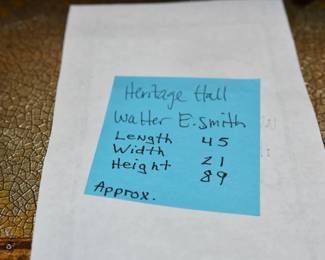 Heritage Hall
Walter E. Smith
Length 45
Width 21
Height 89
Approx.